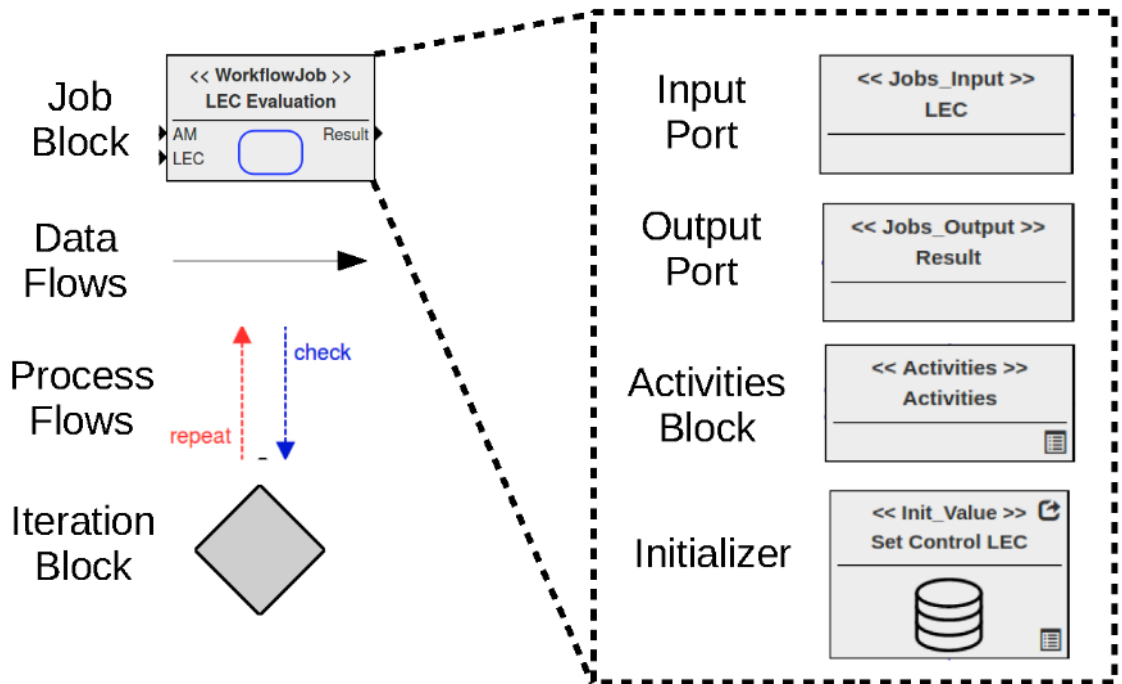 Job
Block
<< WorkflowJob >>
LEC Evaluation
AM
Result
LEC
Data
Flows
Process
Flows
check
repeat
Iteration
Block
Input
Port
<< Jobs_Input >>
LEC
Output
Port
<< Jobs_Output >>
Result
Activities
Block
<< Activities >>
Activities
Initializer
<< Init_Value >>
Set Control LEC